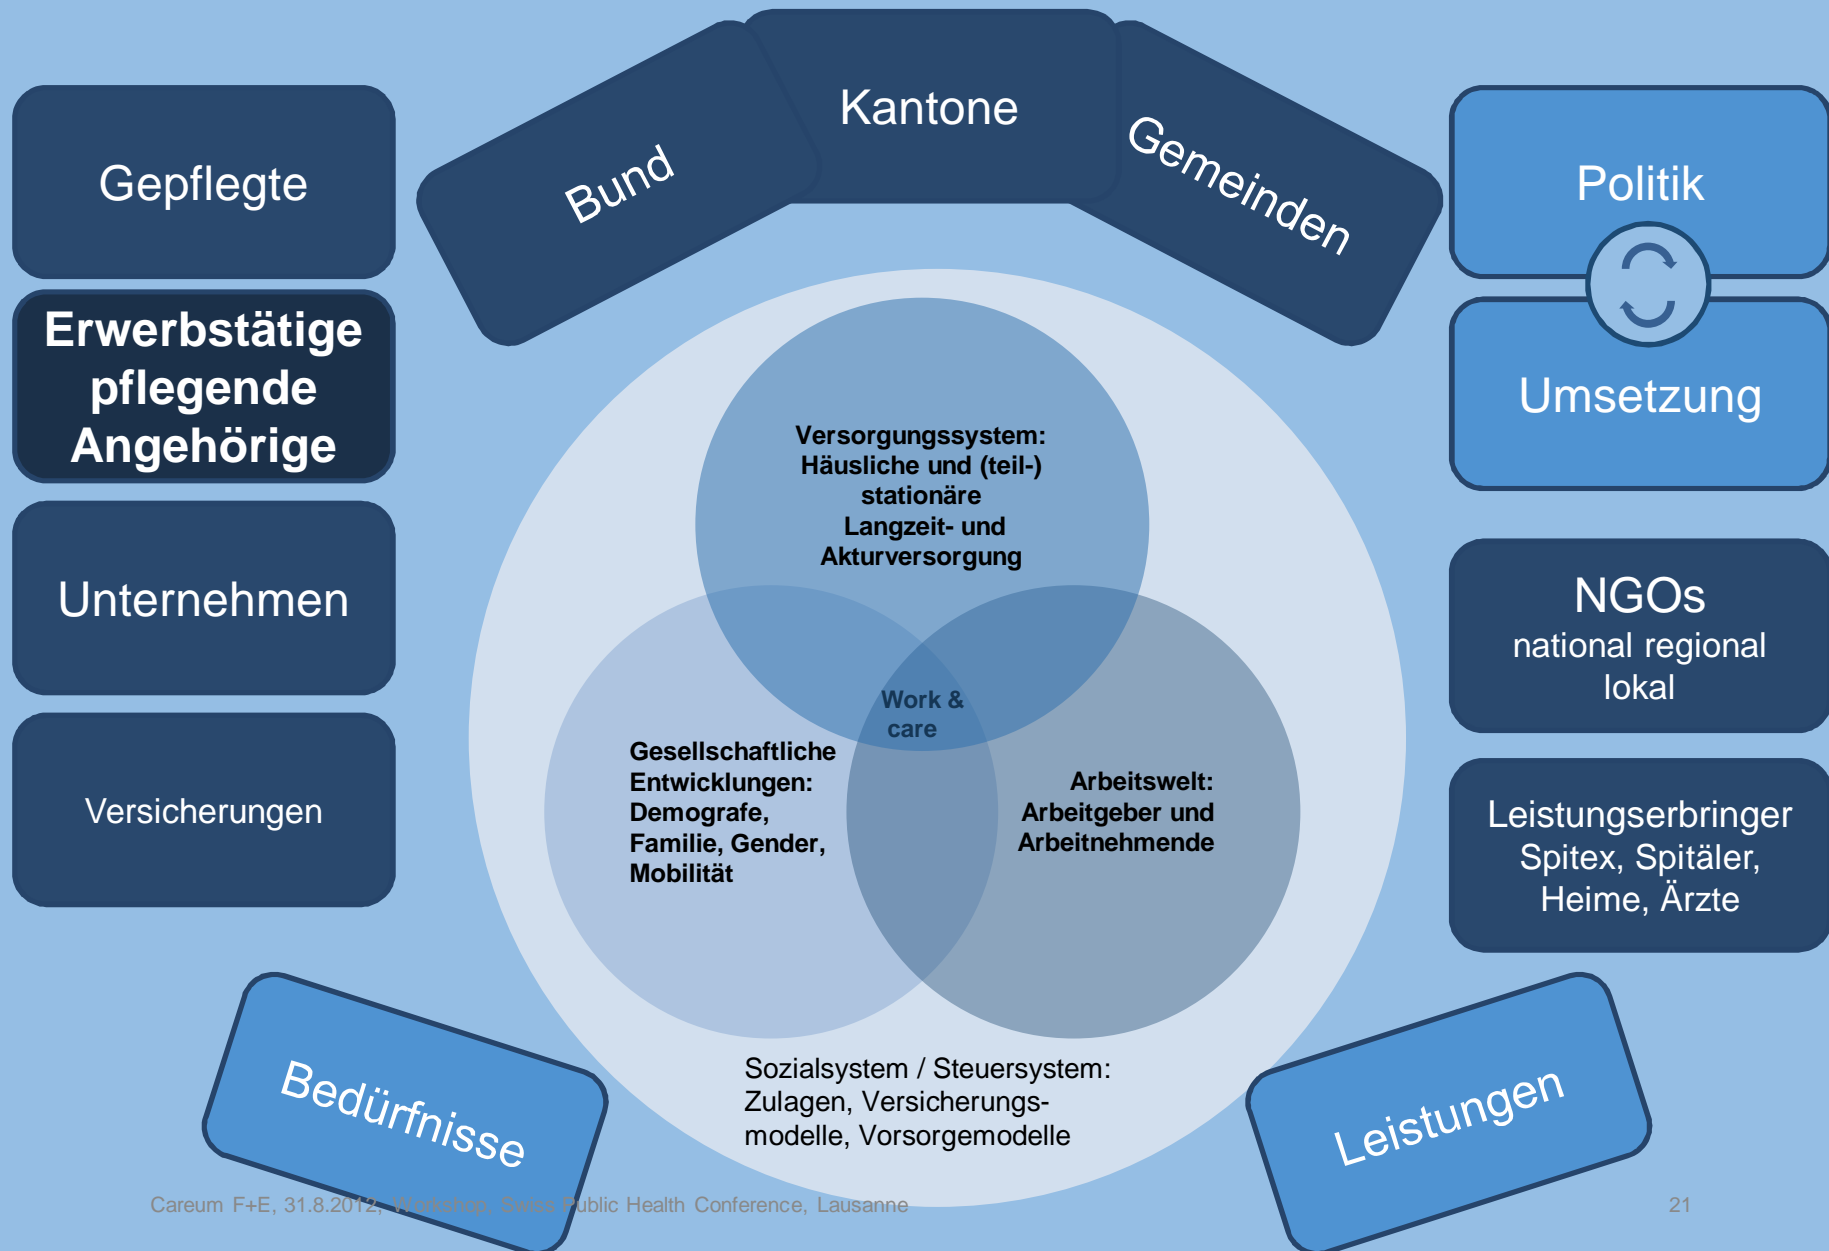 Kantone
Bund
Gemeinden
Gepflegte
Erwerbstätige
pflegende
Angehörige
Unternehmen
Versicherungen
Politik
Umsetzung
NGOs
national regional
lokal
Leistungserbringer
Spitex, Spitäler,
Heime, Ärzte
Versorgungssystem:
Häusliche und (teil-)
stationäre
Langzeit- und
Akturversorgung
Work &
care
Gesellschaftliche
Entwicklungen:
Demografe,
Familie, Gender,
Mobilität
Arbeitswelt:
Arbeitgeber und
Arbeitnehmende
Sozialsystem / Steuersystem:
Zulagen, Versicherungs-
modelle, Vorsorgemodelle
Bedürfnisse
Leistungen
Careum F+E, 31.8.2012, Workshop, Swiss Public Health Conference, Lausanne
21